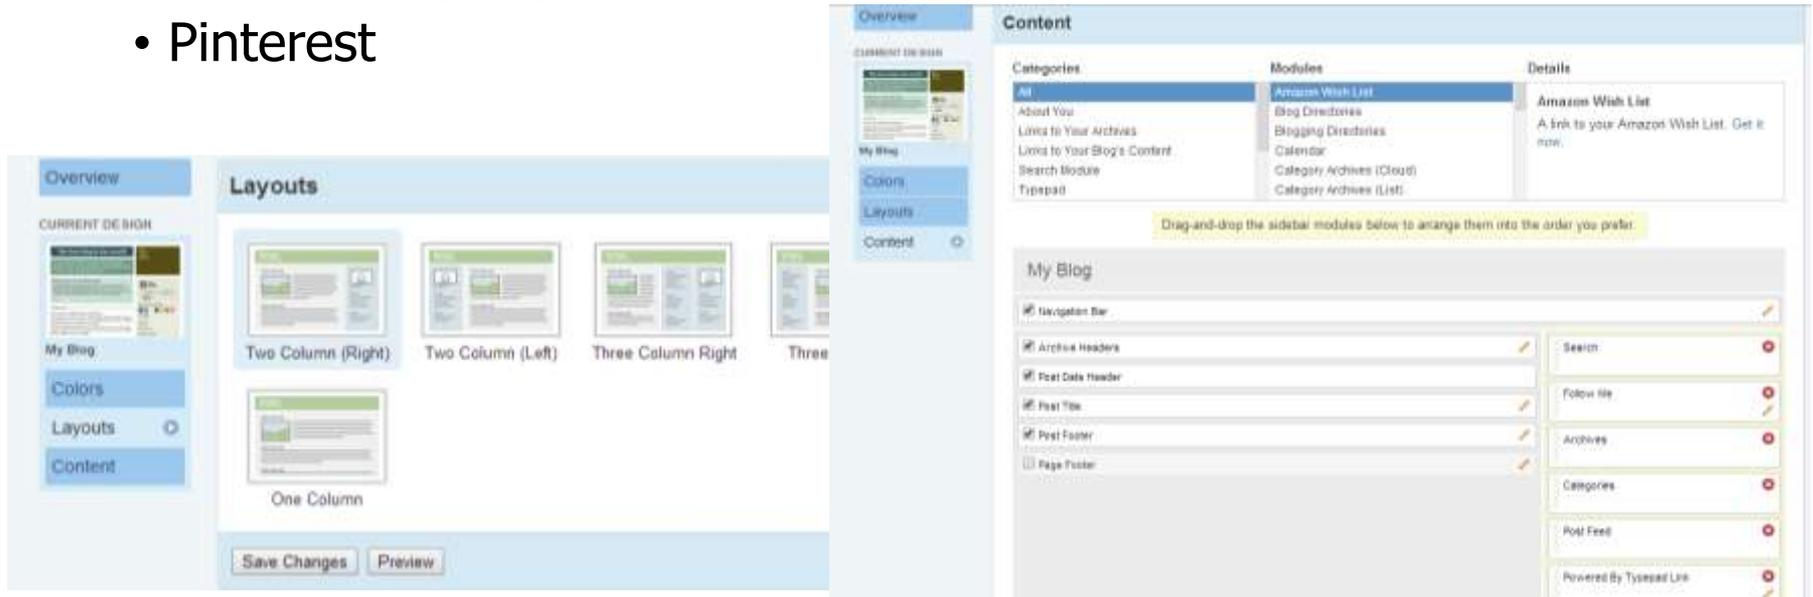 • Pinterest
Overview
CURRENT DESIGN
My Blog
Colors
Layouts
Content
Layouts
Two Column (Right)
Two Column (Left)
Three Column Right
Three
One Column
Save Changes
Preview
Overview
CURRENT DESIGN
My Blog
Colors
Layouts
Content
Content
Categories
All
About You
Links to Your Archives
Links to Your Blog's Content
Search Module
Typepad
Modules
Amazon Wish List
Blog Directories
Blogging Directories
Calendar
Category Archives (Cloud)
Category Archives (List)
Details
Amazon Wish List
A link to your Amazon Wish List. Get it
now.
Drag-and-drop the sidebar modules below to arrange them into the order you prefer.
My Blog
Navigation Bar
Archive Headers
Post Date Header
Post Title
Post Footer
Page Footer
Search
Follow Me
Archives
Categories
Post Feed
Powered By Typepad Link